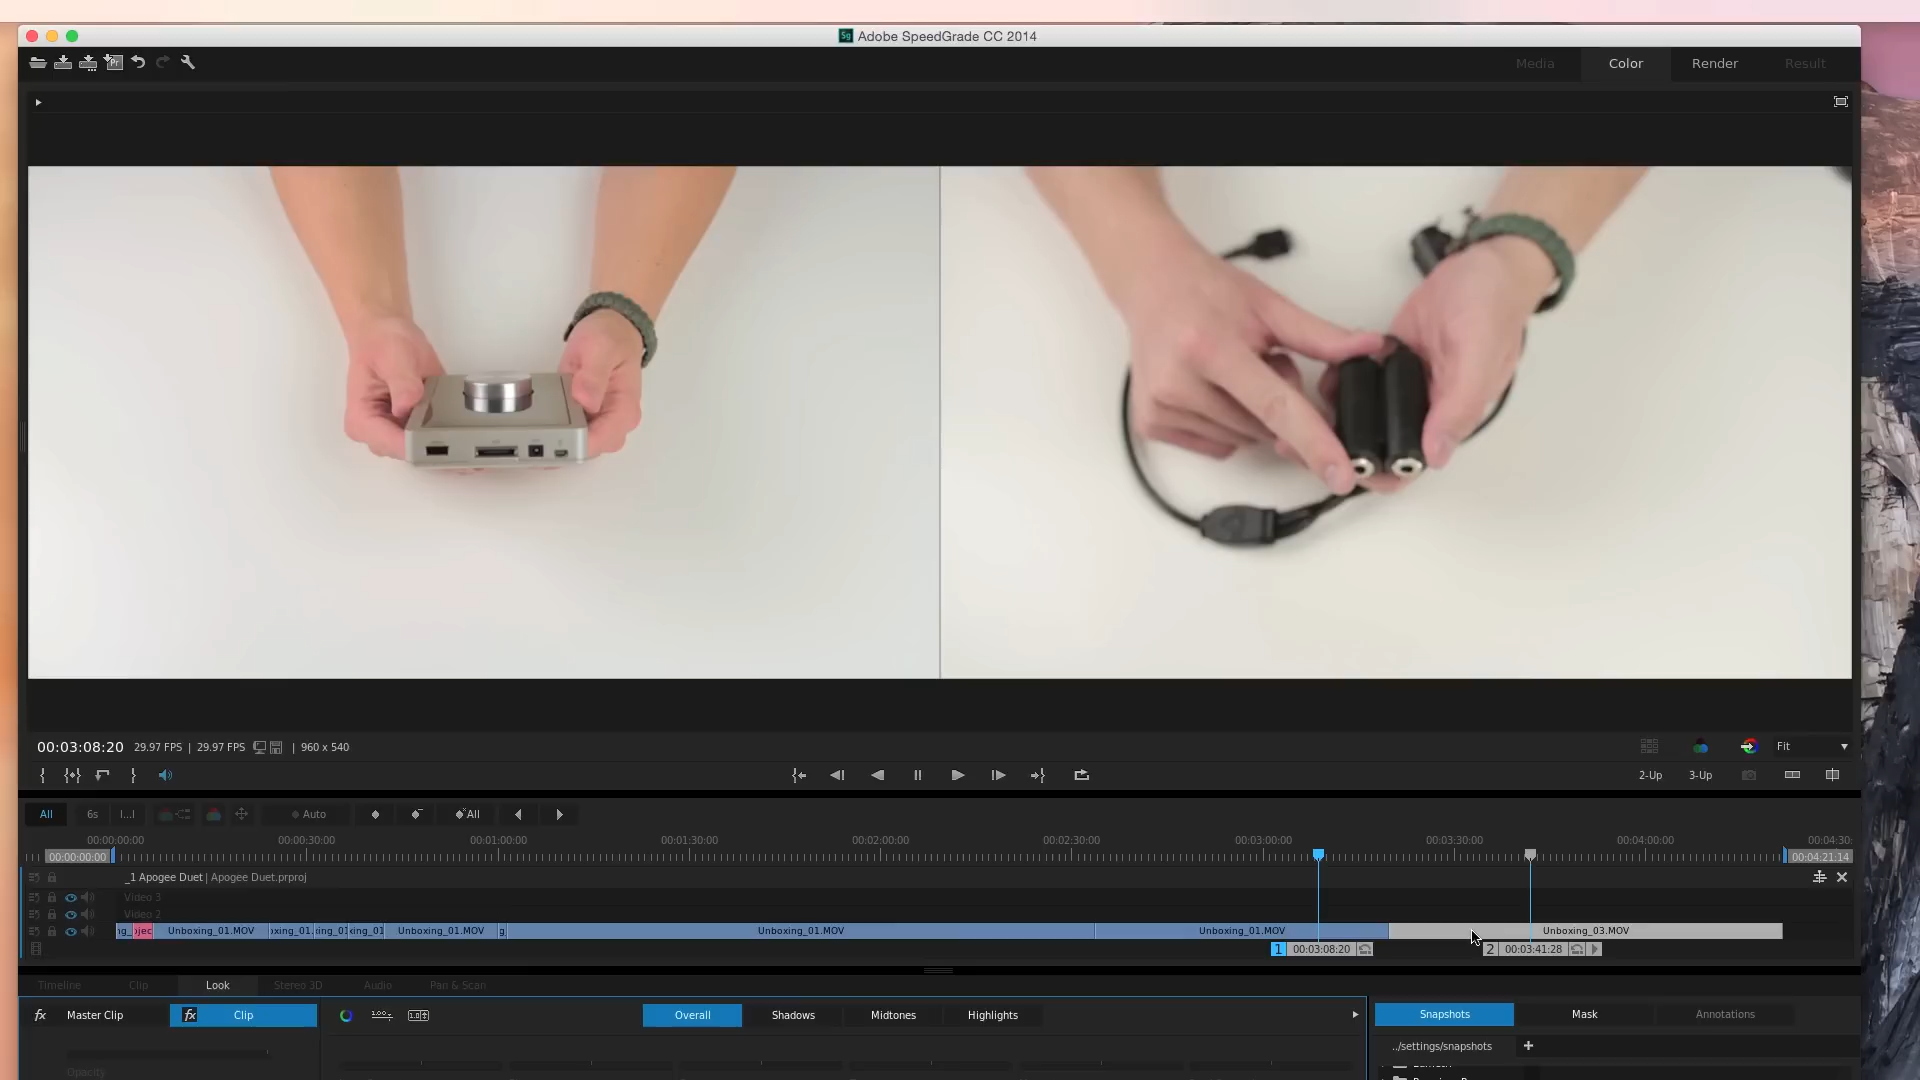 Sg Adobe SpeedGrade CC 2014
Pr
Media Color Render Result
00:03:08:20 29.97 FPS | 29.97 FPS | 960 x 540
Fit
2-Up 3-Up
All 6s I...I Auto All
00:00:00:00 00:00:30:00 00:01:00:00 00:01:30:00 00:02:00:00 00:02:30:00 00:03:00:00 00:03:30:00 00:04:00:00 00:04:30:
00:00:00:00 00:04:21:14
_1 Apogee Duet | Apogee Duet.prproj
Video 3
Video 2
ojec Unboxing_01.MOV Unboxing_01.MOV g Unboxing_01.MOV Unboxing_01.MOV Unboxing_03.MOV
1 00:03:08:20 2 00:03:41:28
Timeline Clip Look Stereo 3D Audio Pan & Scan
fx Master Clip fx Clip Overall Shadows Midtones Highlights Snapshots Mask Annotations
../settings/snapshots +
Opacity